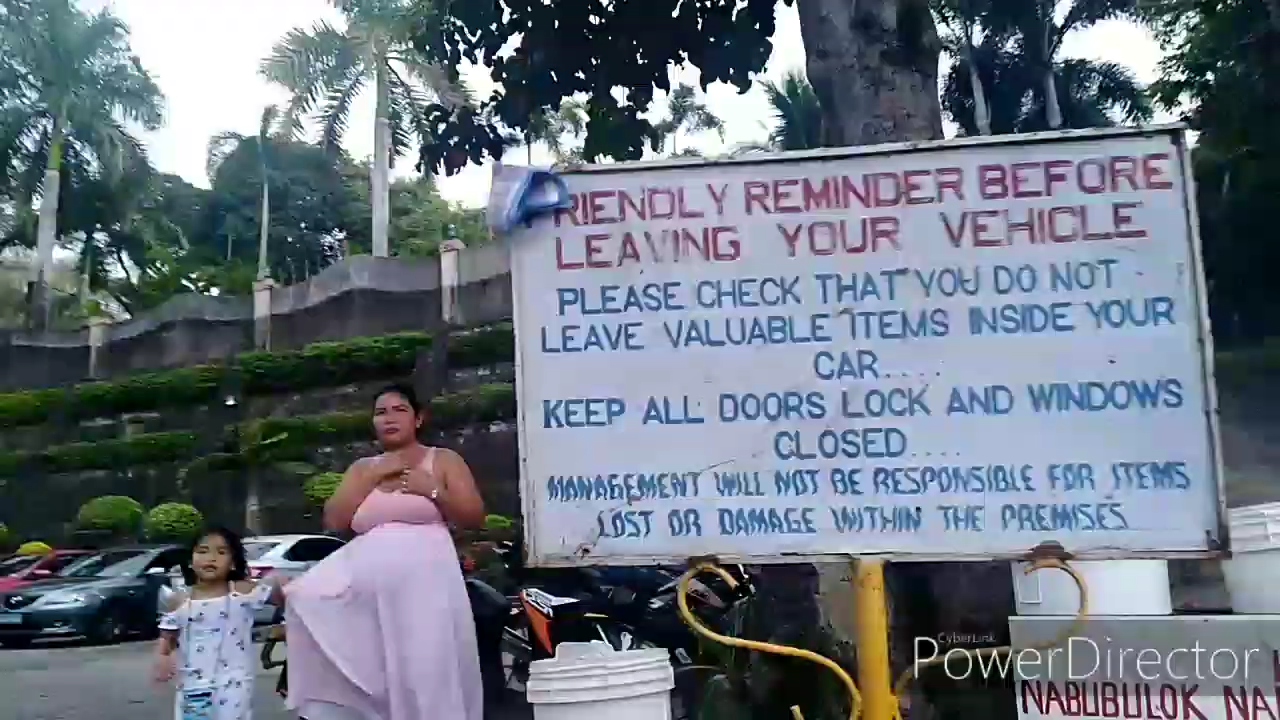 FRIENDLY REMINDER BEFORE
LEAVING YOUR VEHICLE
PLEASE CHECK THAT YOU DO NOT
LEAVE VALUABLE ITEMS INSIDE YOUR
CAR....
KEEP ALL DOORS LOCK AND WINDOWS
CLOSED....
MANAGEMENT WILL NOT BE RESPONSIBLE FOR ITEMS
LOST OR DAMAGE WITHIN THE PREMISES
CyberLink
PowerDirector
NABUBULOK NA